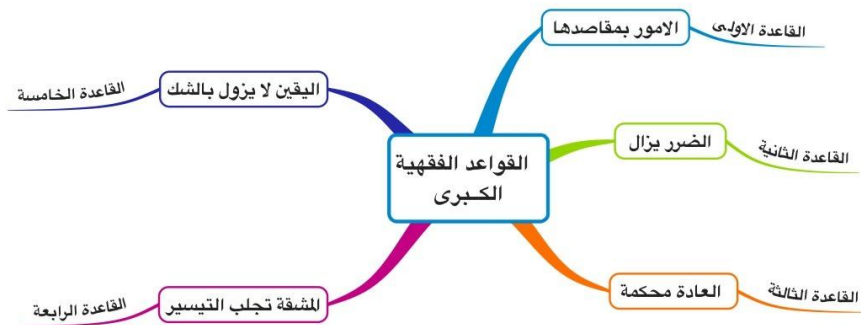 القواعد الفقهية
الكـبرى
القاعدة الاولى
الامور بمقاصدها
القاعدة الثانية
الضرر يزال
القاعدة الثالثة
العادة محكمة
القاعدة الرابعة
المشقة تجلب التيسير
القاعدة الخامسة
اليقين لا يزول بالشك